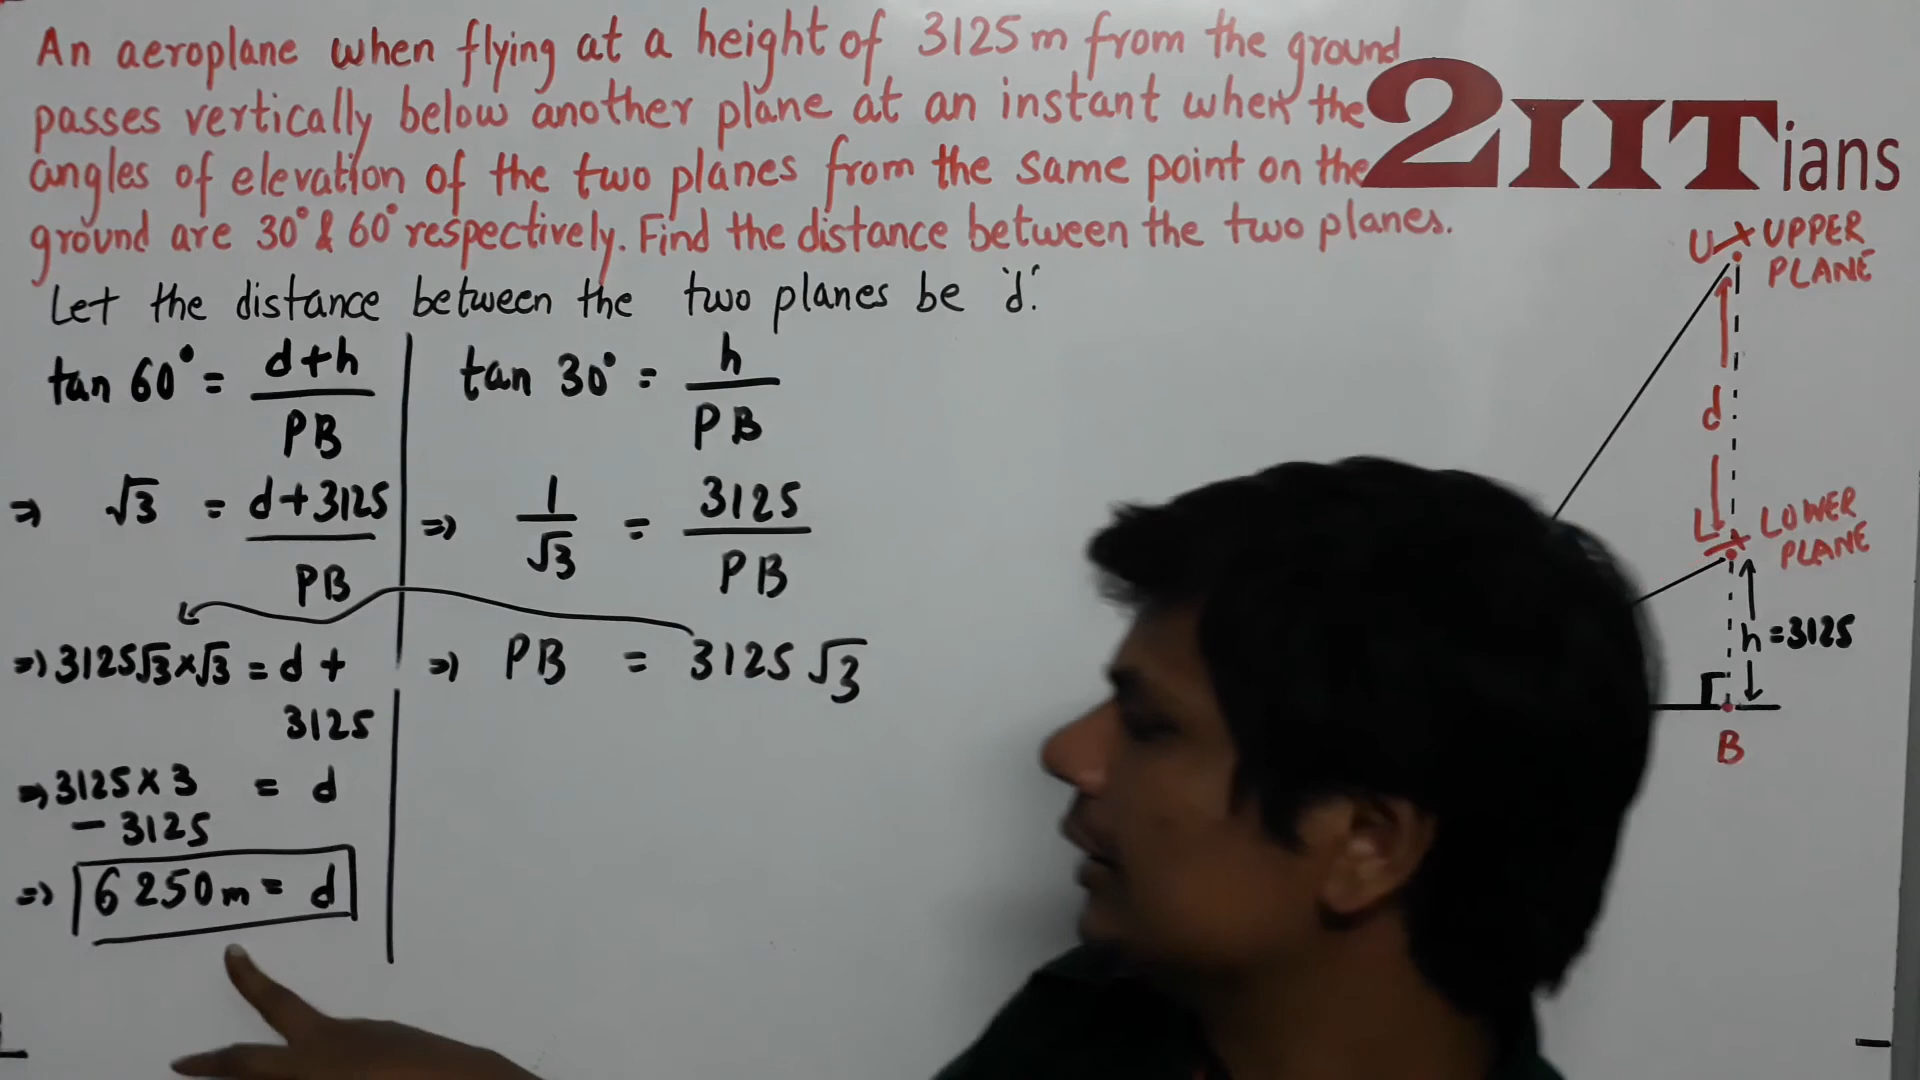 An aeroplane when flying at a height of 3125 m from the ground
passes vertically below another plane at an instant when the
angles of elevation of the two planes from the same point on the
ground are 30° & 60° respectively. Find the distance between the two planes.
2IITians
Let the distance between the two planes be 'd'.
tan 60° = d+h / PB
⇒ √3 = d+3125 / PB
⇒ 3125√3 × √3 = d +
3125
⇒ 3125 × 3 = d
- 3125
⇒ 6250 m = d
tan 30° = h / PB
⇒ 1/√3 = 3125 / PB
⇒ PB = 3125 √3
U UPPER
PLANE
d
L LOWER
PLANE
h = 3125
B